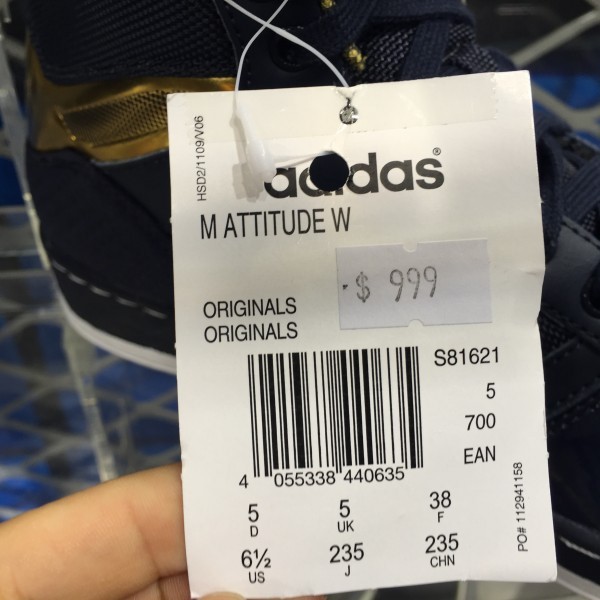 HSD2/1109/V06
adidas®
M ATTITUDE W
$ 999
ORIGINALS
ORIGINALS
S81621
5
700
EAN
4 055338 440635
5 5 38
D UK F
6½ 235 235
US J CHN
PO# 112941158